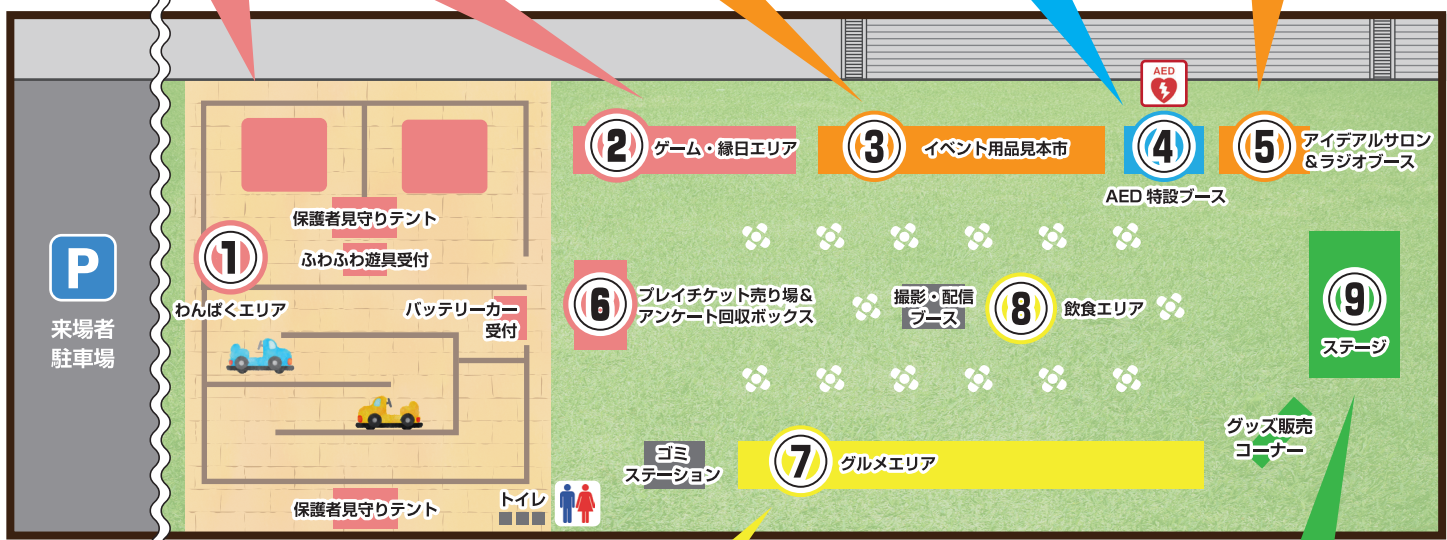 AED
2
ゲーム・縁日エリア
3
イベント用品見本市
4
AED 特設ブース
5
アイデアルサロン
&ラジオブース
保護者見守りテント
ふわふわ遊具受付
1
わんぱくエリア
バッテリーカー
受付
P
来場者
駐車場
6
プレイチケット売り場&
アンケート回収ボックス
撮影・配信
ブース
8
飲食エリア
9
ステージ
グッズ販売
コーナー
ゴミ
ステーション
7
グルメエリア
保護者見守りテント
トイレ